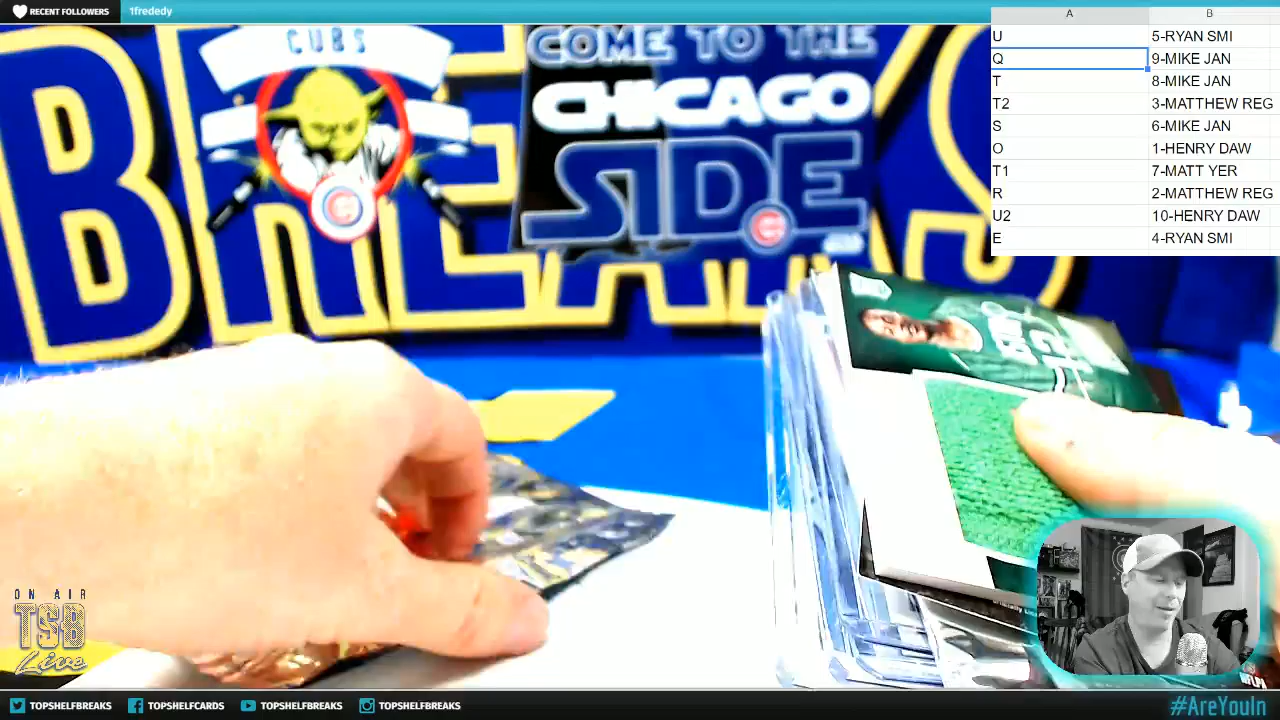 RECENT FOLLOWERS
1frededy
A B
U 5-RYAN SMI
Q 9-MIKE JAN
T 8-MIKE JAN
T2 3-MATTHEW REG
S 6-MIKE JAN
O 1-HENRY DAW
T1 7-MATT YER
R 2-MATTHEW REG
U2 10-HENRY DAW
E 4-RYAN SMI
BREAKS
CUBS
COME TO THE
CHICAGO
SIDE
ON AIR
TSB
Live
TOPSHELFBREAKS TOPSHELFCARDS TOPSHELFBREAKS TOPSHELFBREAKS
#AreYouIn